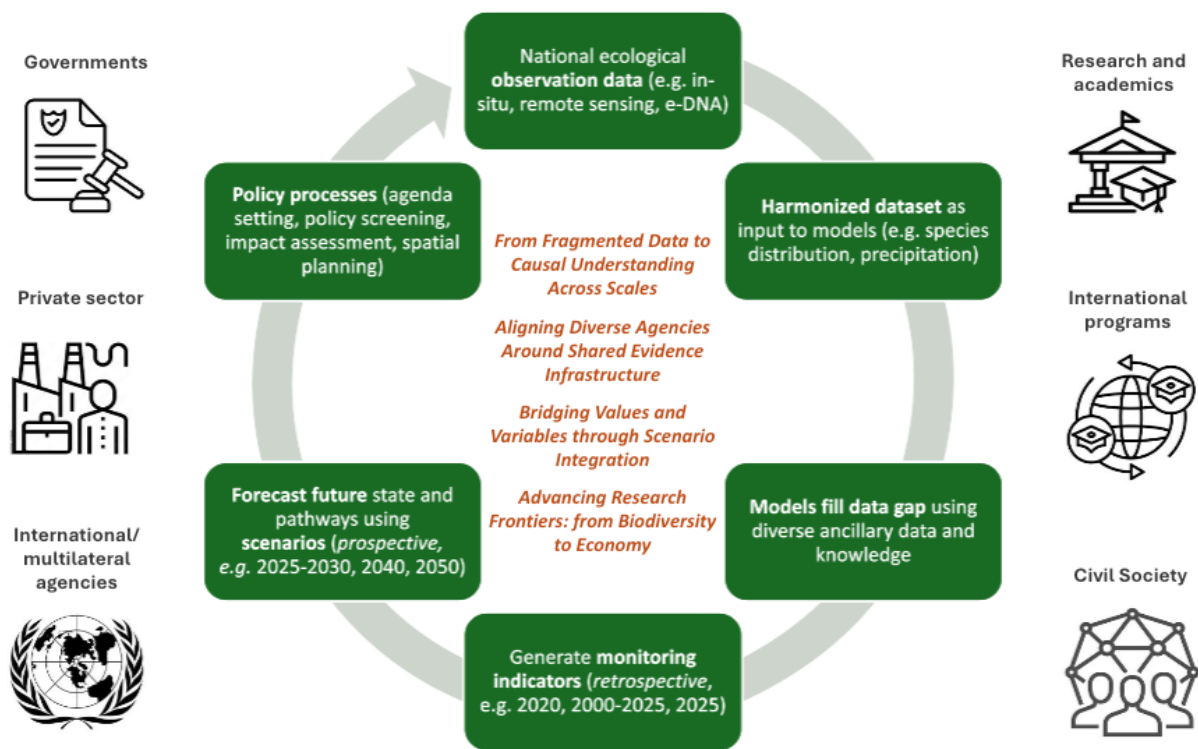 Governments
Private sector
International/
multilateral
agencies
National ecological
observation data (e.g. in-
situ, remote sensing, e-DNA)
Harmonized dataset as
input to models (e.g. species
distribution, precipitation)
Models fill data gap using
diverse ancillary data and
knowledge
Generate monitoring
indicators (retrospective,
e.g. 2020, 2000-2025, 2025)
Forecast future state and
pathways using
scenarios (prospective,
e.g. 2025-2030, 2040, 2050)
Policy processes (agenda
setting, policy screening,
impact assessment, spatial
planning)
From Fragmented Data to
Causal Understanding
Across Scales
Aligning Diverse Agencies
Around Shared Evidence
Infrastructure
Bridging Values and
Variables through Scenario
Integration
Advancing Research
Frontiers: from Biodiversity
to Economy
Research and
academics
International
programs
Civil Society